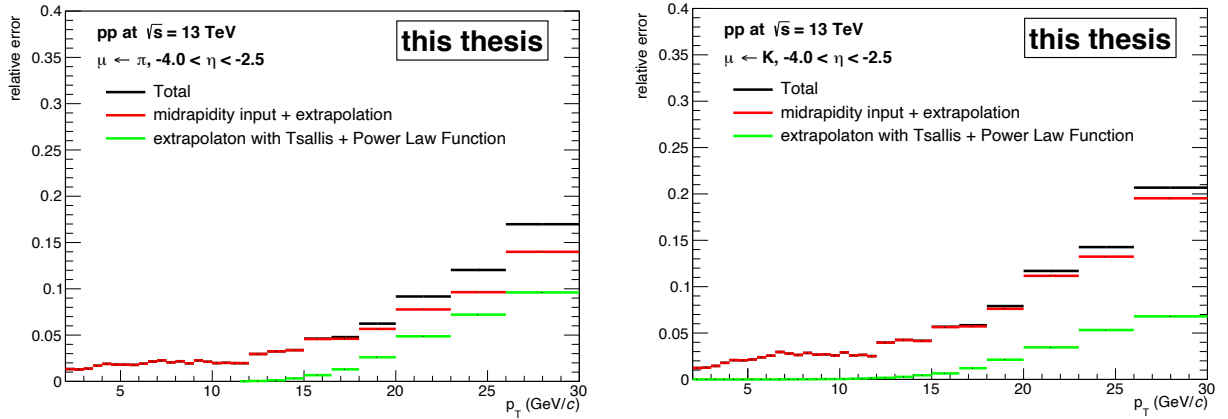 relative error
0.4
0.35
0.3
0.25
0.2
0.15
0.1
0.05
0
pp at √s = 13 TeV
μ ← π, -4.0 < η < -2.5
this thesis
Total
midrapidity input + extrapolation
extrapolaton with Tsallis + Power Law Function
5 10 15 20 25 30
p_T (GeV/c)
relative error
0.4
0.35
0.3
0.25
0.2
0.15
0.1
0.05
0
pp at √s = 13 TeV
μ ← K, -4.0 < η < -2.5
this thesis
Total
midrapidity input + extrapolation
extrapolaton with Tsallis + Power Law Function
5 10 15 20 25 30
p_T (GeV/c)